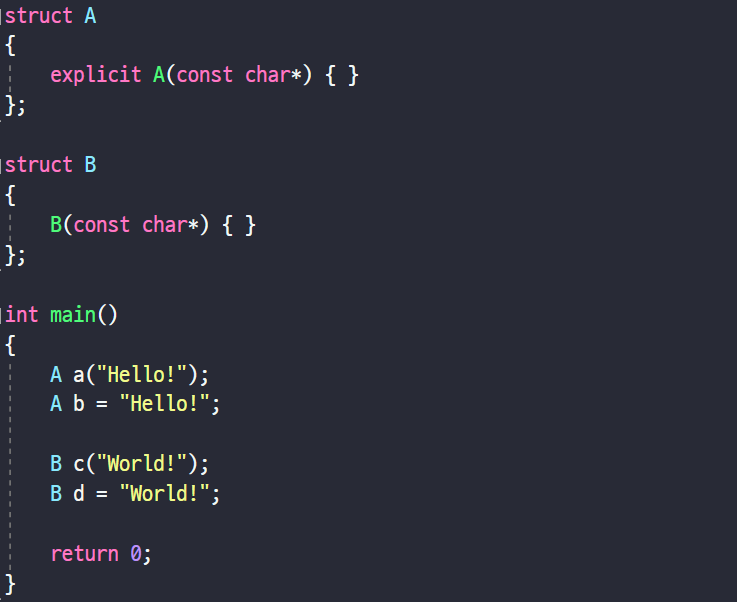 struct A
{
    explicit A(const char*) { }
};

struct B
{
    B(const char*) { }
};

int main()
{
    A a("Hello!");
    A b = "Hello!";

    B c("World!");
    B d = "World!";

    return 0;
}